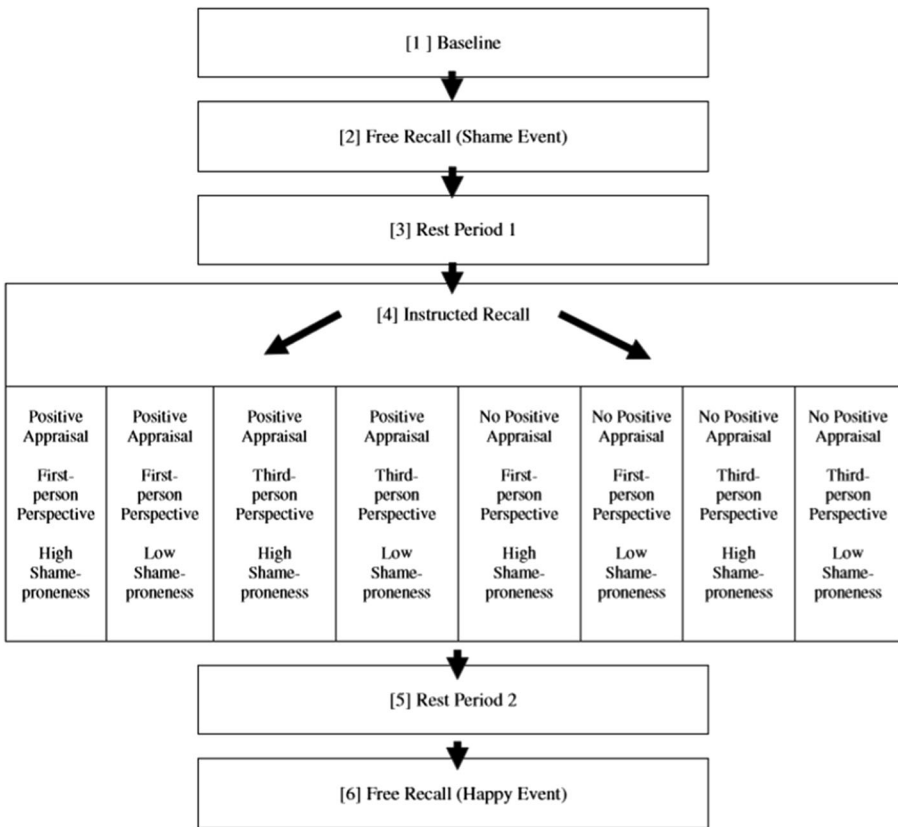 [1 ] Baseline
[2] Free Recall (Shame Event)
[3] Rest Period 1
[4] Instructed Recall
Positive
Appraisal
First-
person
Perspective
High
Shame-
proneness
Positive
Appraisal
First-
person
Perspective
Low
Shame-
proneness
Positive
Appraisal
Third-
person
Perspective
High
Shame-
proneness
Positive
Appraisal
Third-
person
Perspective
Low
Shame-
proneness
No Positive
Appraisal
First-
person
Perspective
High
Shame-
proneness
No Positive
Appraisal
First-
person
Perspective
Low
Shame-
proneness
No Positive
Appraisal
Third-
person
Perspective
High
Shame-
proneness
No Positive
Appraisal
Third-
person
Perspective
Low
Shame-
proneness
[5] Rest Period 2
[6] Free Recall (Happy Event)